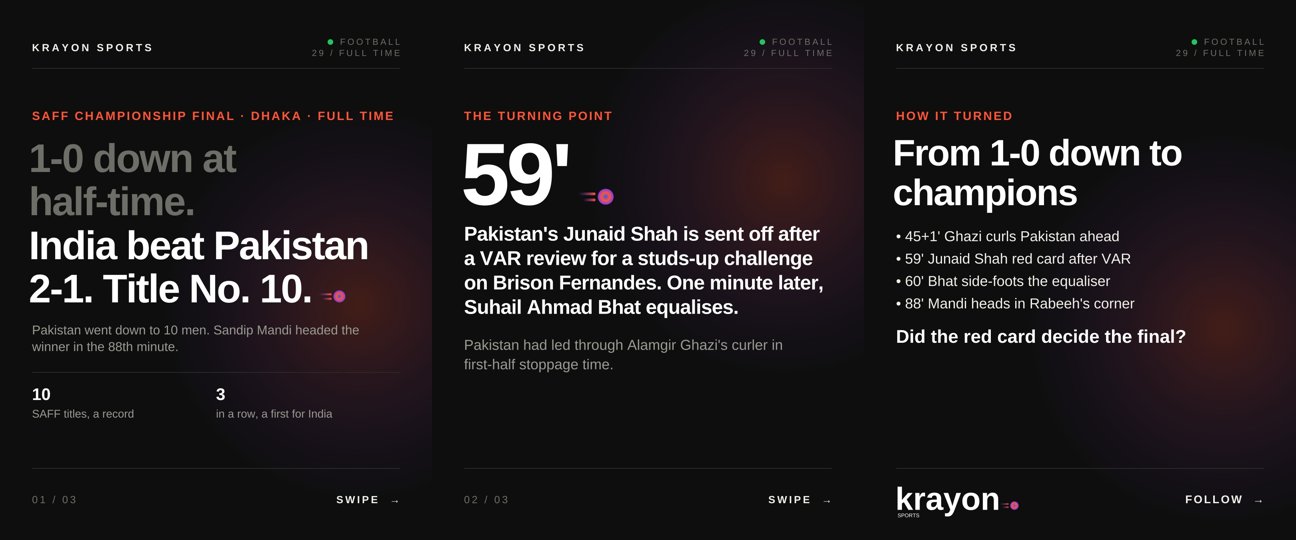 KRAYON SPORTS
FOOTBALL
29 / FULL TIME
SAFF CHAMPIONSHIP FINAL · DHAKA · FULL TIME
1-0 down at
half-time.
India beat Pakistan
2-1. Title No. 10.
Pakistan went down to 10 men. Sandip Mandi headed the
winner in the 88th minute.
10
SAFF titles, a record
3
in a row, a first for India
01 / 03
SWIPE →
KRAYON SPORTS
FOOTBALL
29 / FULL TIME
THE TURNING POINT
59'
Pakistan's Junaid Shah is sent off after
a VAR review for a studs-up challenge
on Brison Fernandes. One minute later,
Suhail Ahmad Bhat equalises.
Pakistan had led through Alamgir Ghazi's curler in
first-half stoppage time.
02 / 03
SWIPE →
KRAYON SPORTS
FOOTBALL
29 / FULL TIME
HOW IT TURNED
From 1-0 down to
champions
• 45+1' Ghazi curls Pakistan ahead
• 59' Junaid Shah red card after VAR
• 60' Bhat side-foots the equaliser
• 88' Mandi heads in Rabeeh's corner
Did the red card decide the final?
krayon
SPORTS
FOLLOW →